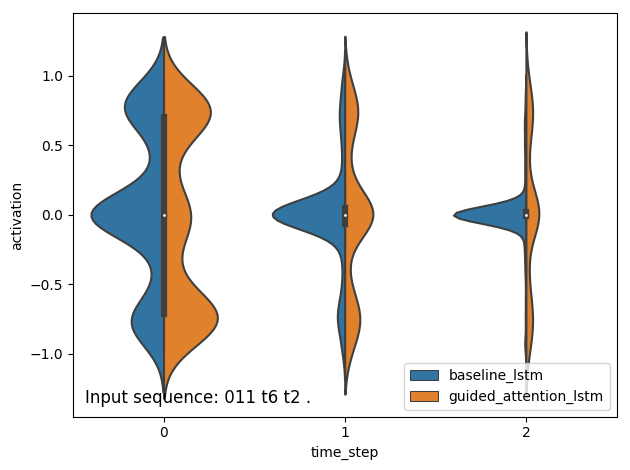 activation
1.0
0.5
0.0
−0.5
−1.0
Input sequence: 011 t6 t2 .
baseline_lstm
guided_attention_lstm
0 1 2
time_step